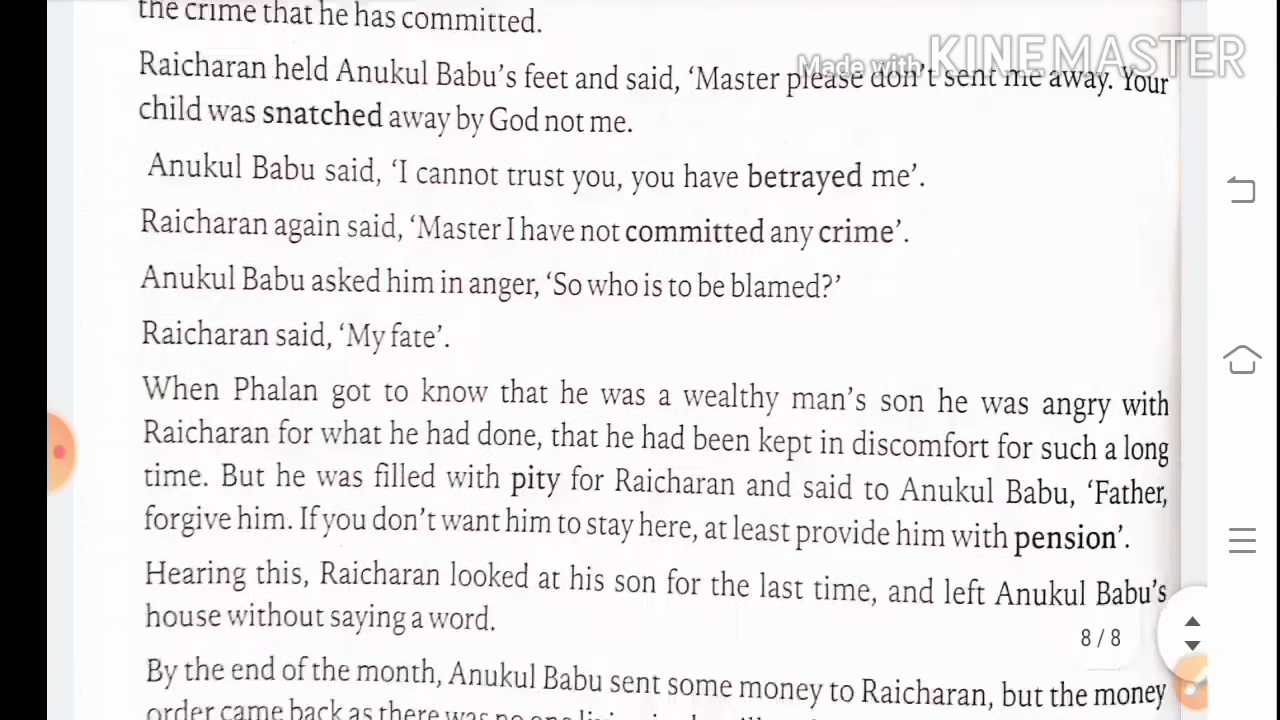 the crime that he has committed.
Made with KINEMASTER
Raicharan held Anukul Babu's feet and said, 'Master please don't sent me away. Your
child was snatched away by God not me.
Anukul Babu said, 'I cannot trust you, you have betrayed me'.
Raicharan again said, 'Master I have not committed any crime'.
Anukul Babu asked him in anger, 'So who is to be blamed?'
Raicharan said, 'My fate'.
When Phalan got to know that he was a wealthy man's son he was angry with
Raicharan for what he had done, that he had been kept in discomfort for such a long
time. But he was filled with pity for Raicharan and said to Anukul Babu, 'Father,
forgive him. If you don't want him to stay here, at least provide him with pension'.
Hearing this, Raicharan looked at his son for the last time, and left Anukul Babu's
house without saying a word.
8 / 8
By the end of the month, Anukul Babu sent some money to Raicharan, but the money
order came back as there was no one